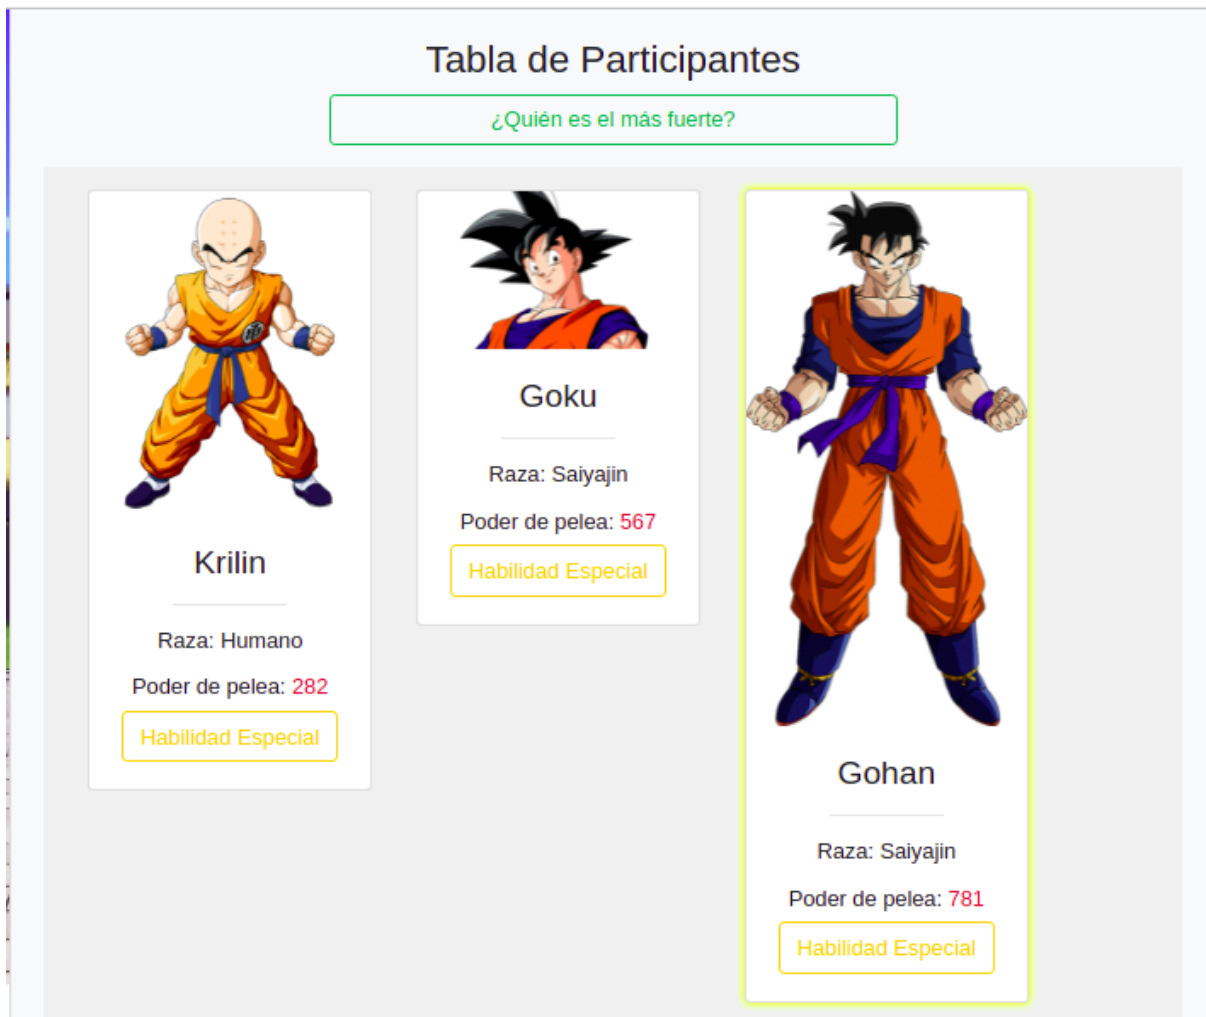 Tabla de Participantes
¿Quién es el más fuerte?
Krilin
Raza: Humano
Poder de pelea: 282
Habilidad Especial
Goku
Raza: Saiyajin
Poder de pelea: 567
Habilidad Especial
Gohan
Raza: Saiyajin
Poder de pelea: 781
Habilidad Especial